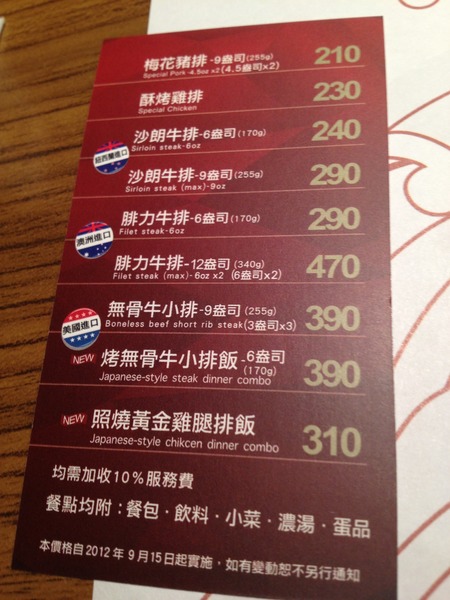 梅花豬排-9盎司(255g) 210
Special Pork -4.5oz x2(4.5盎司x2)
酥烤雞排 230
Special Chicken
沙朗牛排-6盎司(170g) 240
Sirloin steak-6oz
紐西蘭進口
沙朗牛排-9盎司(255g) 290
Sirloin steak (max)-9oz
腓力牛排-6盎司(170g) 290
Filet steak-6oz
澳洲進口
腓力牛排-12盎司(340g) 470
Filet steak (max)-6oz x2 (6盎司x2)
無骨牛小排-9盎司(255g) 390
Boneless beef short rib steak(3盎司x3)
美國進口
NEW 烤無骨牛小排飯-6盎司(170g) 390
Japanese-style steak dinner combo
NEW 照燒黃金雞腿排飯 310
Japanese-style chikcen dinner combo
均需加收10%服務費
餐點均附：餐包·飲料·小菜·濃湯·蛋品
本價格自2012年9月15日起實施，如有變動恕不另行通知